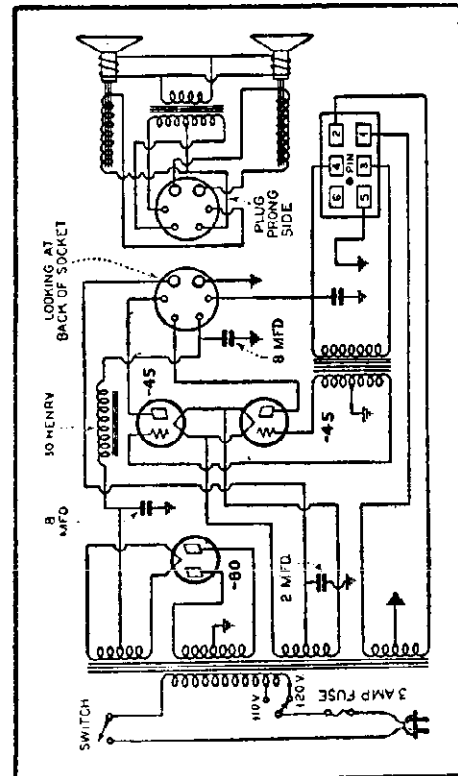 LOOKING AT
BACK OF SOCKET
PLUG
PRONG
SIDE
2
1
4
PIN
3
6
5
30 HENRY
8
MFD
-45
8 MFD
-45
-80
2 MFD.
SWITCH
110 V
120 V
3 AMP FUSE